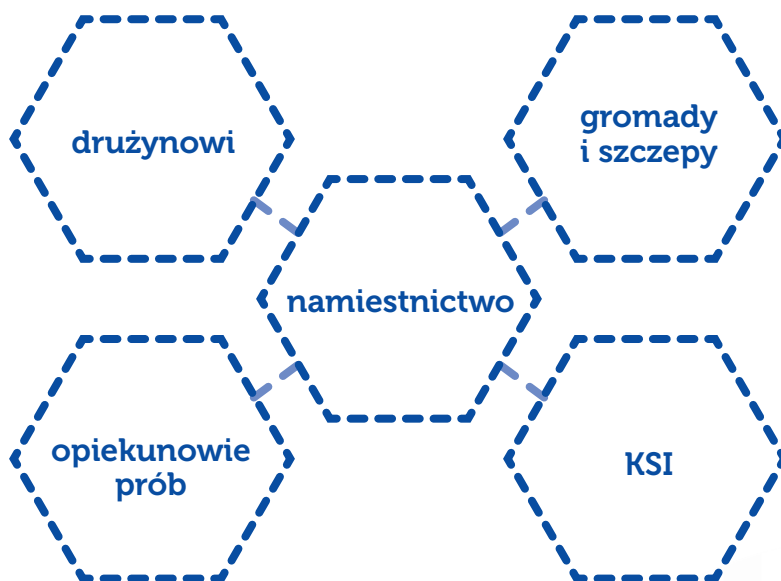 drużynowi
gromady
i szczepy
namiestnictwo
opiekunowie
prób
KSI